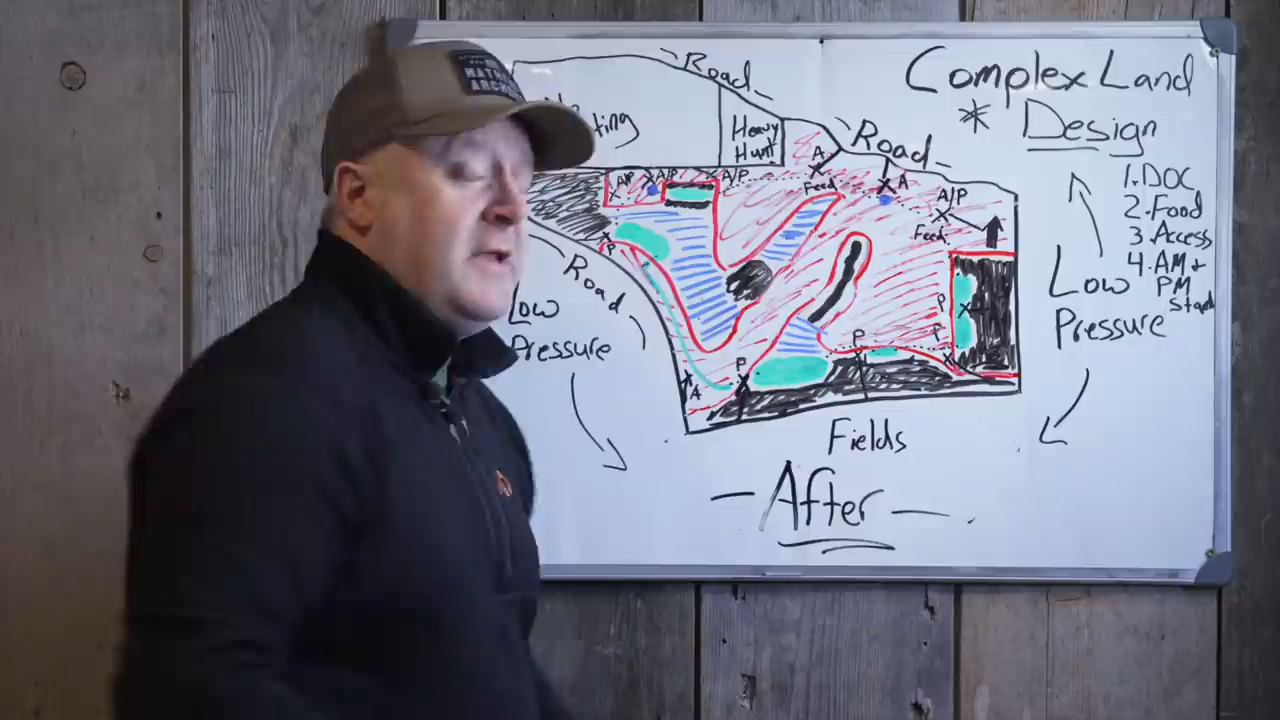 Complex Land
* Design
1. DOC
2. Food
3. Access
4. AM +
PM
Road
Road
Heavy
Hunt
A
A
A/P
A/P
A/P
A/P
Feed
Feed
P
Road
Low
Pressure
P
P
Low
Pressure
P
P
A
Fields
- After -